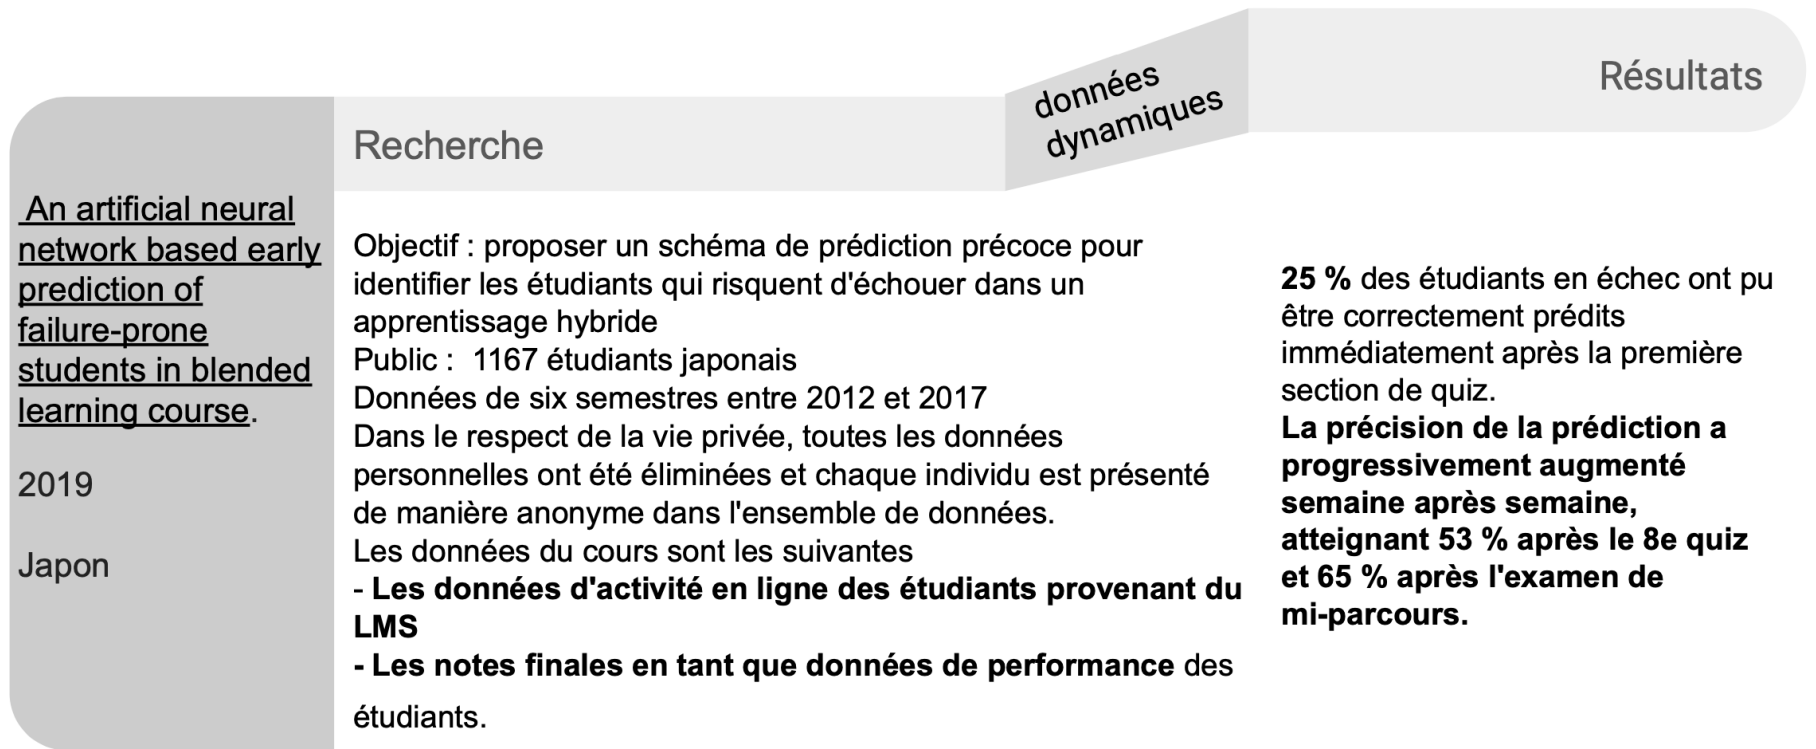 An artificial neural
network based early
prediction of
failure-prone
students in blended
learning course.
2019
Japon
Recherche
Objectif : proposer un schéma de prédiction précoce pour
identifier les étudiants qui risquent d'échouer dans un
apprentissage hybride
Public :  1167 étudiants japonais
Données de six semestres entre 2012 et 2017
Dans le respect de la vie privée, toutes les données
personnelles ont été éliminées et chaque individu est présenté
de manière anonyme dans l'ensemble de données.
Les données du cours sont les suivantes
- Les données d'activité en ligne des étudiants provenant du
LMS
- Les notes finales en tant que données de performance des
étudiants.
données
dynamiques
Résultats
25 % des étudiants en échec ont pu
être correctement prédits
immédiatement après la première
section de quiz.
La précision de la prédiction a
progressivement augmenté
semaine après semaine,
atteignant 53 % après le 8e quiz
et 65 % après l'examen de
mi-parcours.